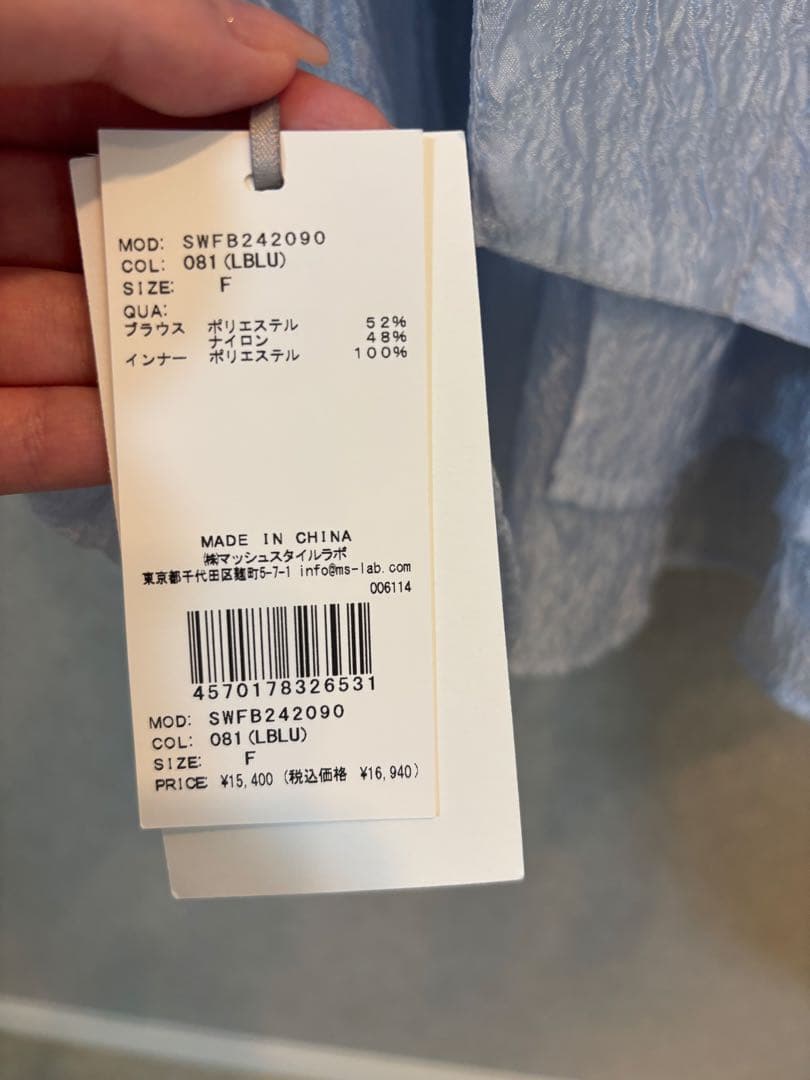 MOD: SWFB242090
COL: 081(LBLU)
SIZE: F
QUA:
ブラウス ポリエステル 52%
ナイロン 48%
インナー ポリエステル 100%
MADE IN CHINA
㈱マッシュスタイルラボ
東京都千代田区麹町5-7-1 info@ms-lab.com
006114
4570178326531
MOD: SWFB242090
COL: 081(LBLU)
SIZE: F
PRICE: ¥15,400 (税込価格 ¥16,940)